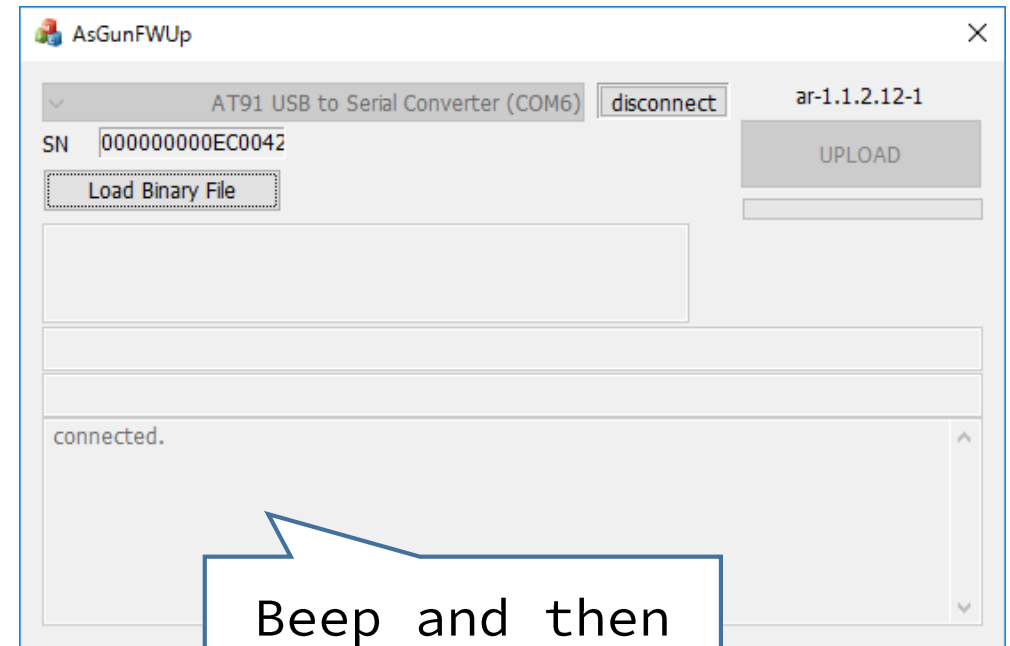 AsGunFWUp
AT91 USB to Serial Converter (COM6) disconnect ar-1.1.2.12-1
SN 000000000EC0042
UPLOAD
Load Binary File
connected.
Beep and then